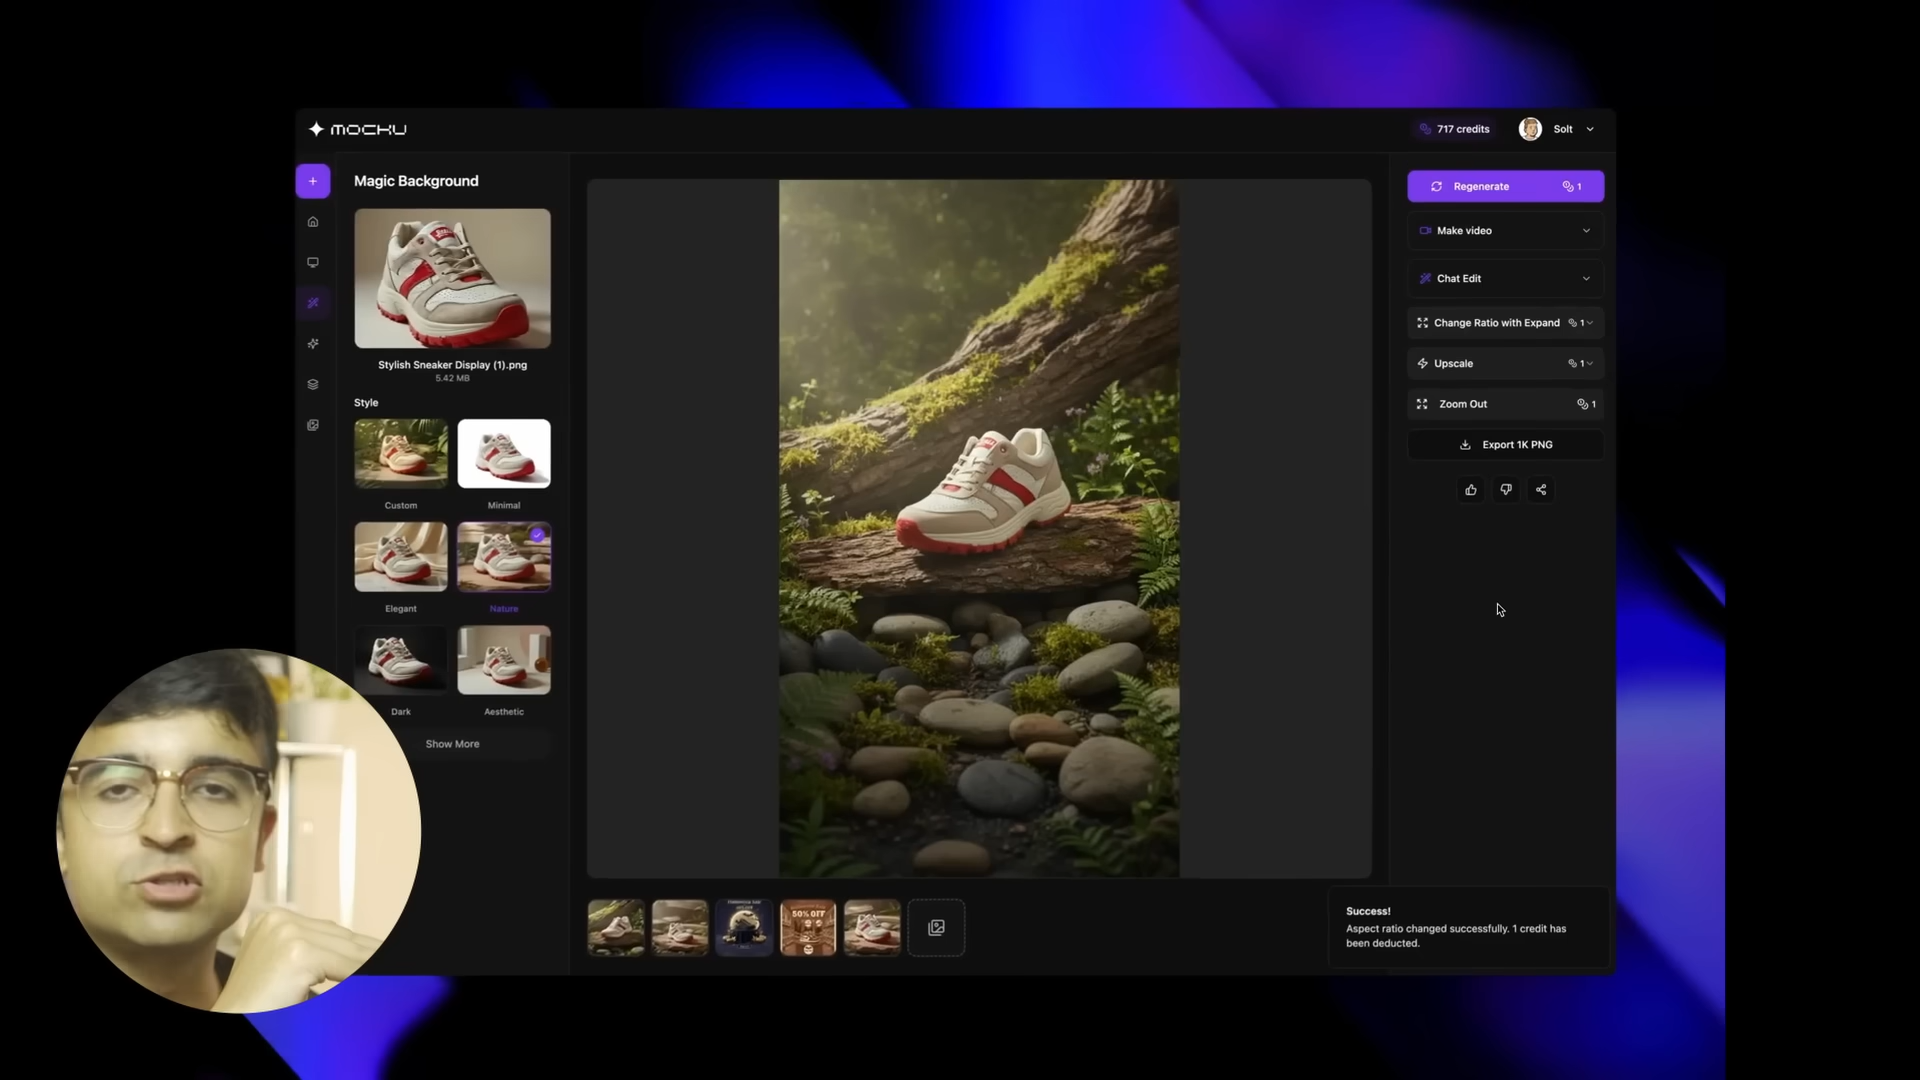 MOCKU
717 credits
Solt
Magic Background
Stylish Sneaker Display (1).png
5.42 MB
Style
Custom
Minimal
Elegant
Nature
Dark
Aesthetic
Show More
Regenerate
1
Make video
Chat Edit
Change Ratio with Expand
1
Upscale
1
Zoom Out
1
Export 1K PNG
50% OFF
Success!
Aspect ratio changed successfully. 1 credit has
been deducted.